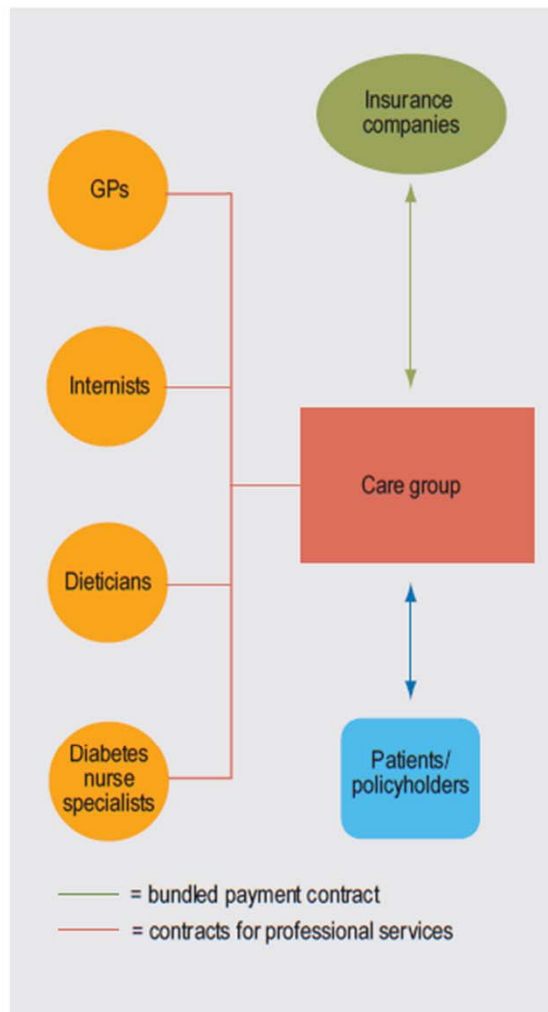 Insurance
companies
GPs
Internists
Care group
Dieticians
Diabetes
nurse
specialists
Patients/
policyholders
= bundled payment contract
= contracts for professional services